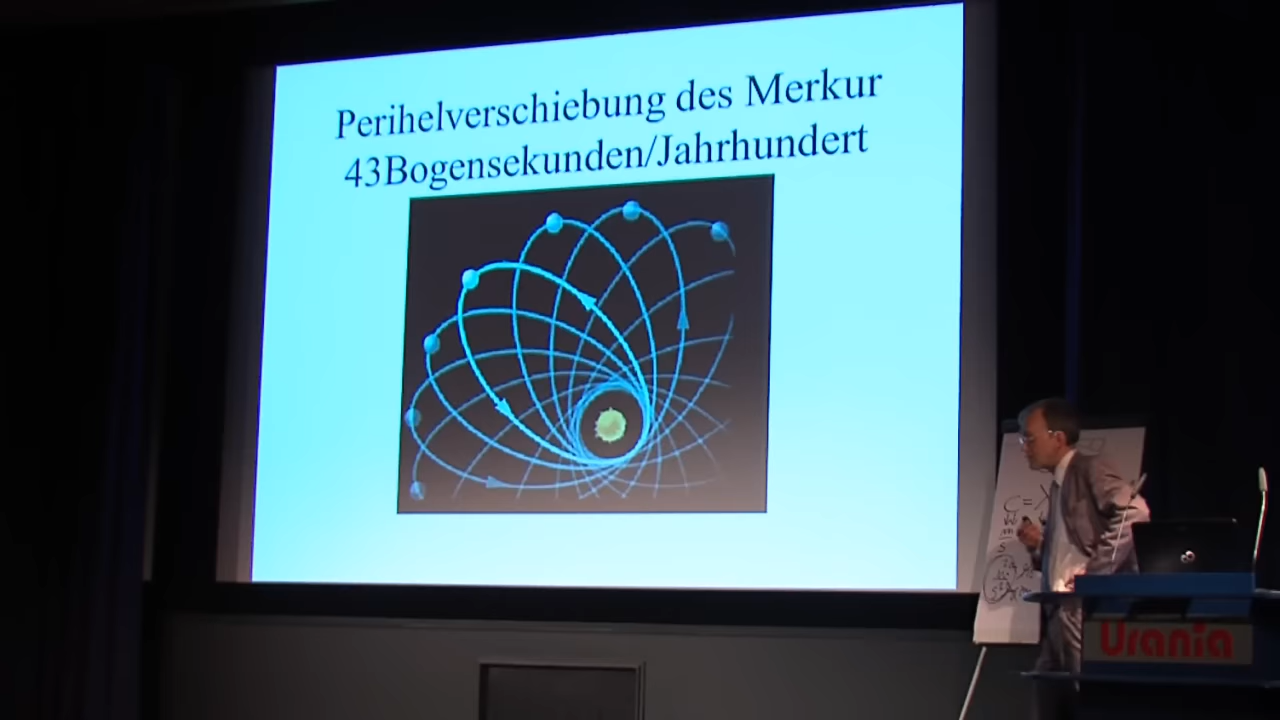 Perihelverschiebung des Merkur
43Bogensekunden/Jahrhundert
C =
Urania